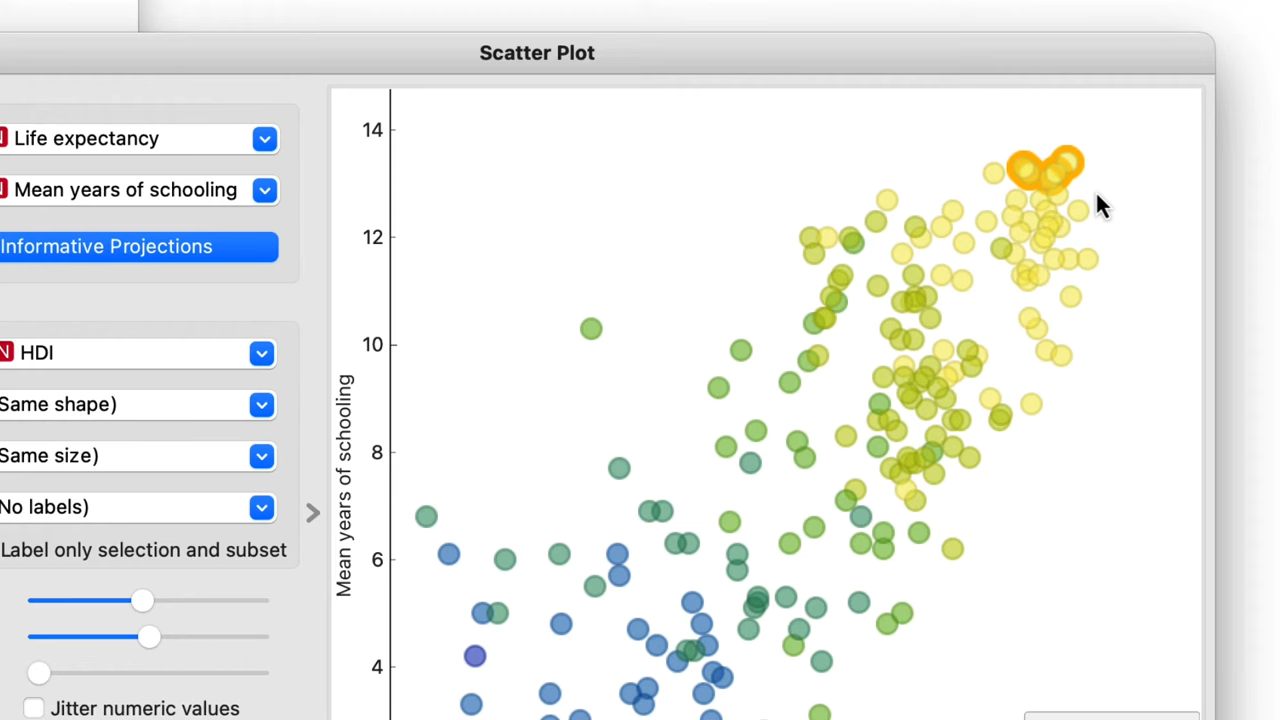 Scatter Plot
N Life expectancy
N Mean years of schooling
Informative Projections
N HDI
Same shape)
Same size)
No labels)
Label only selection and subset
Jitter numeric values
Mean years of schooling
14
12
10
8
6
4